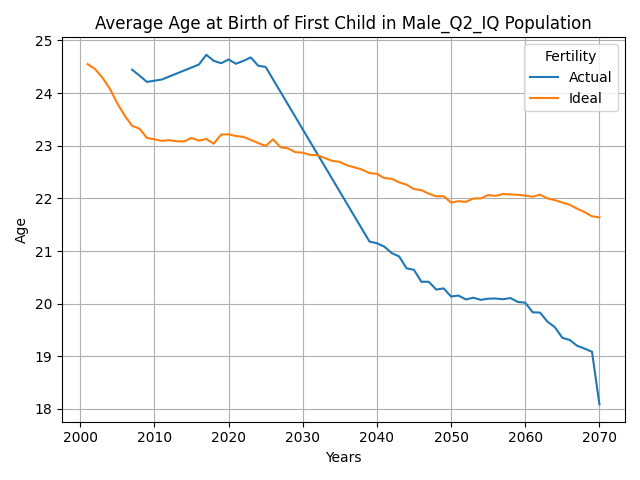 Average Age at Birth of First Child in Male_Q2_IQ Population
25
24
23
22
21
20
19
18
Age
Fertility
Actual
Ideal
2000 2010 2020 2030 2040 2050 2060 2070
Years